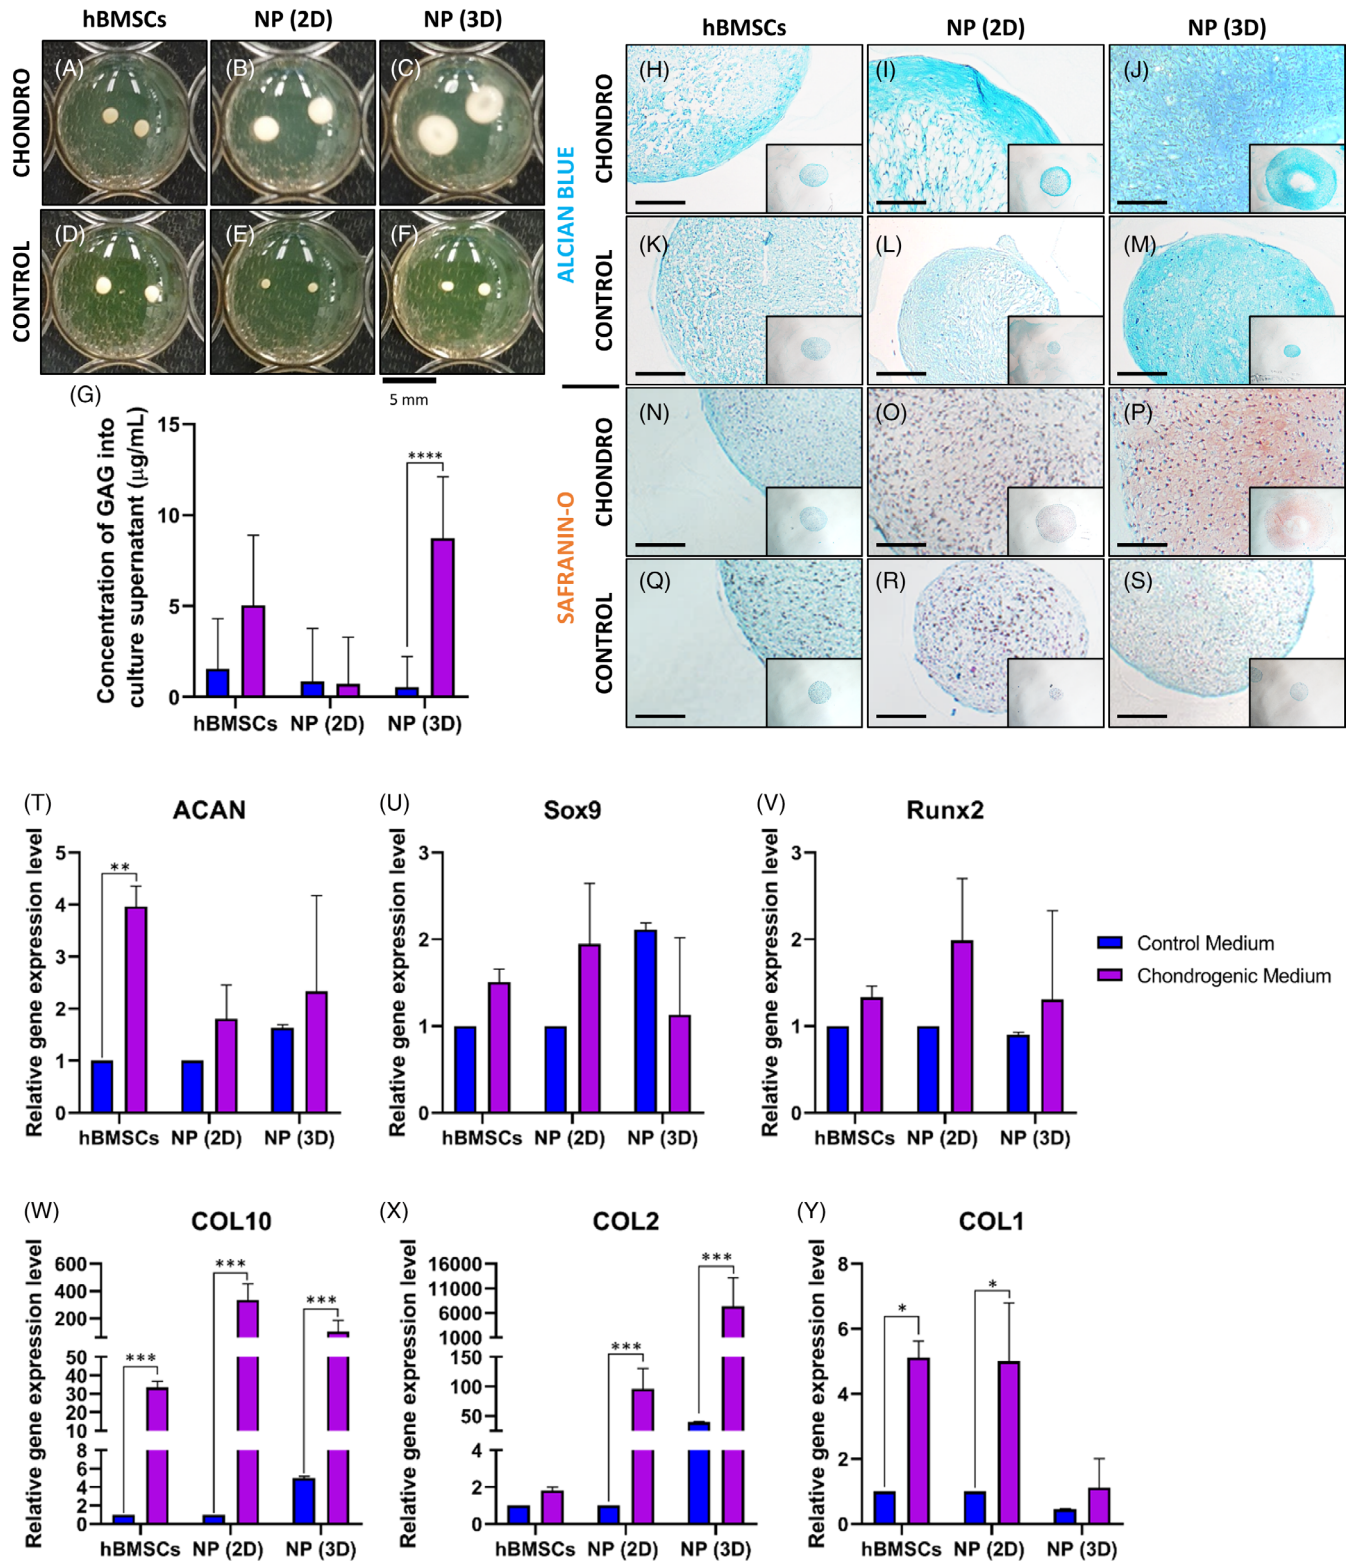 hBMSCs NP (2D) NP (3D)
CHONDRO
(A) (B) (C)
CONTROL
(D) (E) (F)
5 mm
(G)
Concentration of GAG into
culture supernatant (µg/mL)
15
10
5
0
****
hBMSCs NP (2D) NP (3D)
hBMSCs NP (2D) NP (3D)
ALCIAN BLUE
CHONDRO
(H) (I) (J)
CONTROL
(K) (L) (M)
SAFRANIN-O
CHONDRO
(N) (O) (P)
CONTROL
(Q) (R) (S)
(T)
ACAN
Relative gene expression level
5
4
3
2
1
0
**
hBMSCs NP (2D) NP (3D)
(U)
Sox9
Relative gene expression level
3
2
1
0
hBMSCs NP (2D) NP (3D)
(V)
Runx2
Relative gene expression level
3
2
1
0
hBMSCs NP (2D) NP (3D)
Control Medium
Chondrogenic Medium
(W)
COL10
Relative gene expression level
600
400
200
50
40
30
20
10
8
6
4
2
0
***
***
***
hBMSCs NP (2D) NP (3D)
(X)
COL2
Relative gene expression level
16000
11000
6000
1000
150
100
50
4
2
0
***
***
hBMSCs NP (2D) NP (3D)
(Y)
COL1
Relative gene expression level
8
6
4
2
0
*
*
hBMSCs NP (2D) NP (3D)